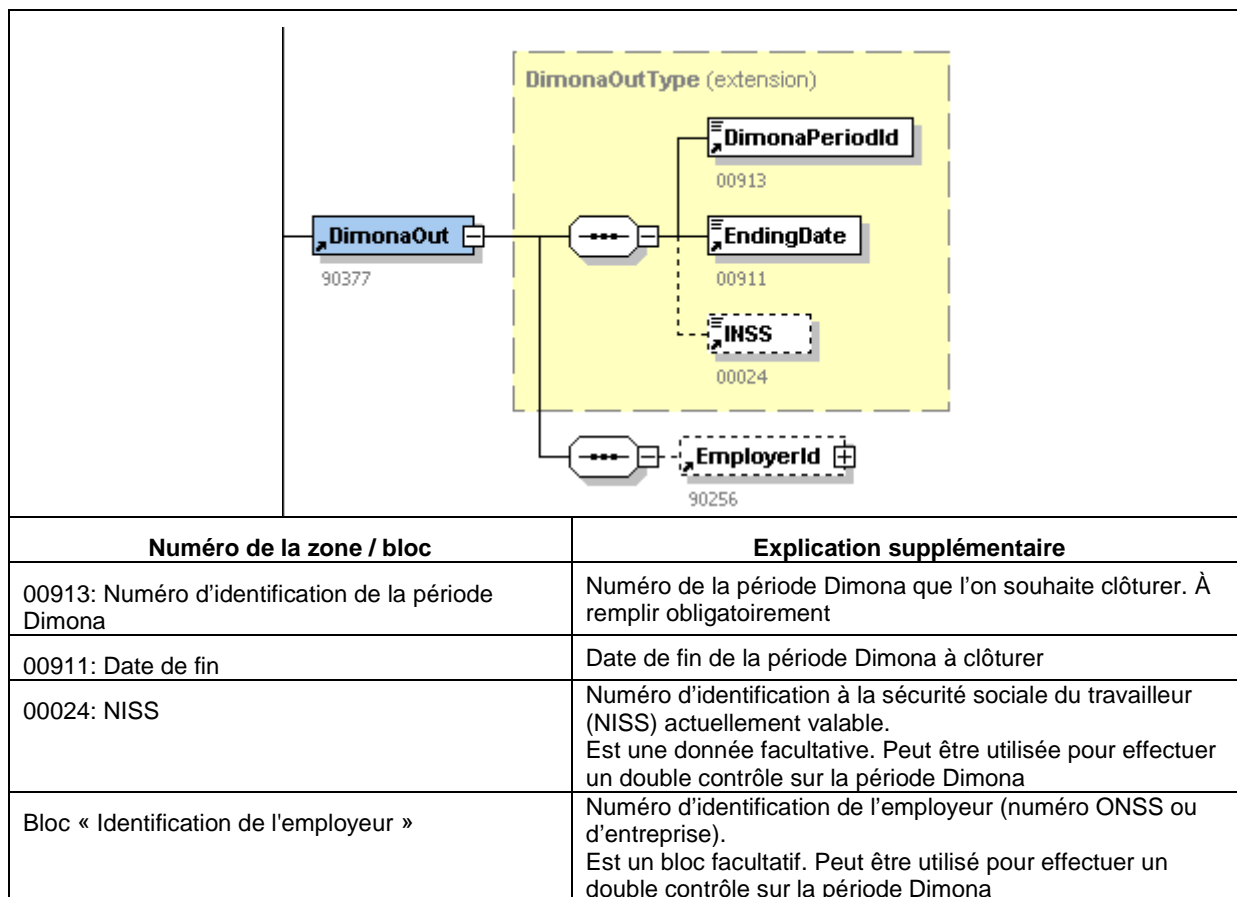 DimonaOutType (extension)
DimonaPeriodId
00913
DimonaOut
90377
EndingDate
00911
INSS
00024
EmployerId
90256
Numéro de la zone / bloc
Explication supplémentaire
00913: Numéro d’identification de la période
Dimona
Numéro de la période Dimona que l’on souhaite clôturer. À
remplir obligatoirement
00911: Date de fin
Date de fin de la période Dimona à clôturer
00024: NISS
Numéro d’identification à la sécurité sociale du travailleur
(NISS) actuellement valable.
Est une donnée facultative. Peut être utilisée pour effectuer
un double contrôle sur la période Dimona
Bloc « Identification de l'employeur »
Numéro d’identification de l’employeur (numéro ONSS ou
d’entreprise).
Est un bloc facultatif. Peut être utilisé pour effectuer un
double contrôle sur la période Dimona